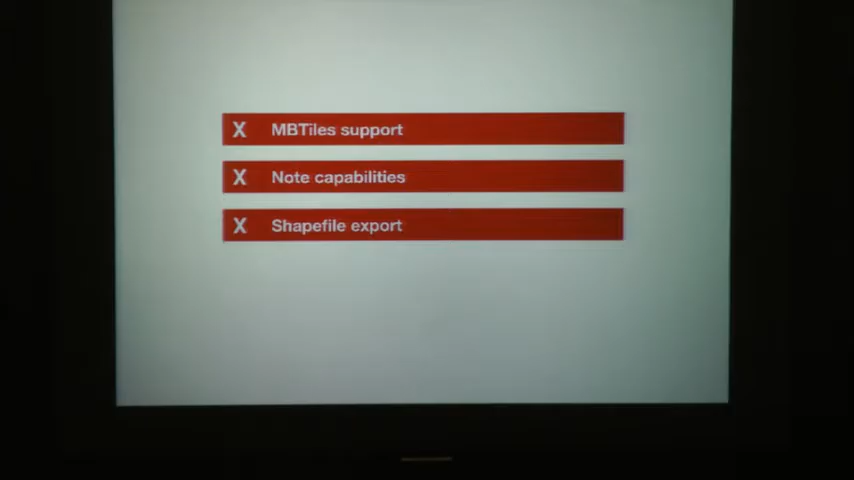 X MBTiles support
X Note capabilities
X Shapefile export